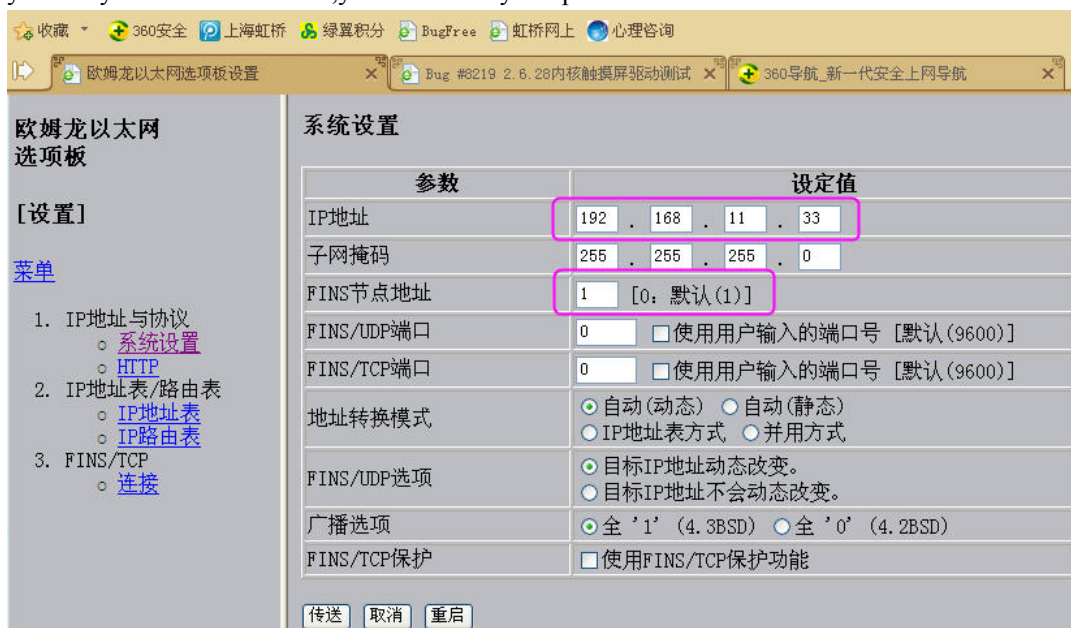 收藏 360安全 上海虹桥 绿翼积分 BugFree 虹桥网上 心理咨询
欧姆龙以太网选项板设置 Bug #8219 2.6.28内核触摸屏驱动测试 360导航_新一代安全上网导航
欧姆龙以太网
选项板
[设置]
菜单
1. IP地址与协议
系统设置
HTTP
2. IP地址表/路由表
IP地址表
IP路由表
3. FINS/TCP
连接
系统设置
参数 设定值
IP地址 192 . 168 . 11 . 33
子网掩码 255 . 255 . 255 . 0
FINS节点地址 1 [0: 默认(1)]
FINS/UDP端口 0 使用用户输入的端口号 [默认(9600)]
FINS/TCP端口 0 使用用户输入的端口号 [默认(9600)]
地址转换模式 自动(动态) 自动(静态)
IP地址表方式 并用方式
FINS/UDP选项 目标IP地址动态改变。
目标IP地址不会动态改变。
广播选项 全 '1' (4.3BSD) 全 '0' (4.2BSD)
FINS/TCP保护 使用FINS/TCP保护功能
传送 取消 重启